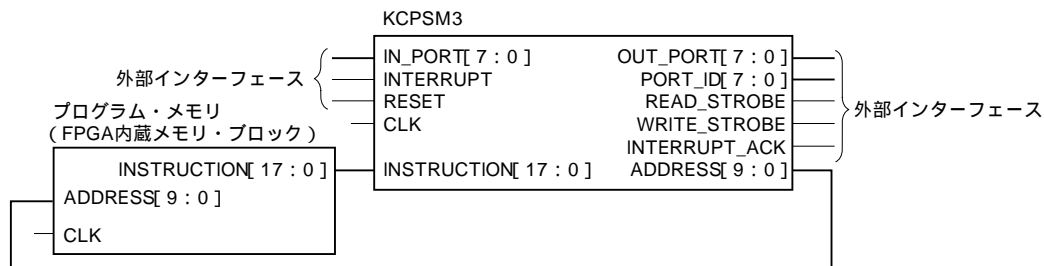 KCPSM3
IN_PORT[7:0]
INTERRUPT
RESET
CLK
INSTRUCTION[17:0]
OUT_PORT[7:0]
PORT_ID[7:0]
READ_STROBE
WRITE_STROBE
INTERRUPT_ACK
ADDRESS[9:0]
外部インターフェース
外部インターフェース
プログラム・メモリ
(FPGA内蔵メモリ・ブロック)
INSTRUCTION[17:0]
ADDRESS[9:0]
CLK